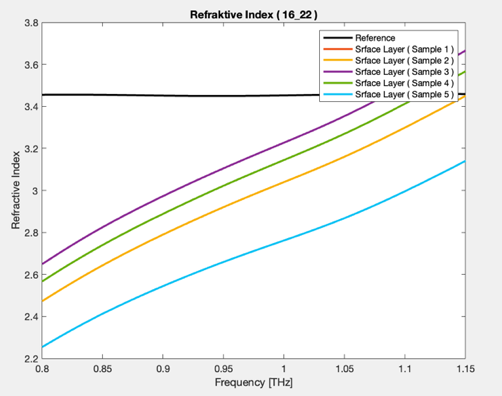 Refraktive Index ( 16_22 )
3.8
3.6
3.4
3.2
3
2.8
2.6
2.4
2.2
Refractive Index
Reference
Srface Layer ( Sample 1 )
Srface Layer ( Sample 2 )
Srface Layer ( Sample 3 )
Srface Layer ( Sample 4 )
Srface Layer ( Sample 5 )
0.8 0.85 0.9 0.95 1 1.05 1.1 1.15
Frequency [THz]